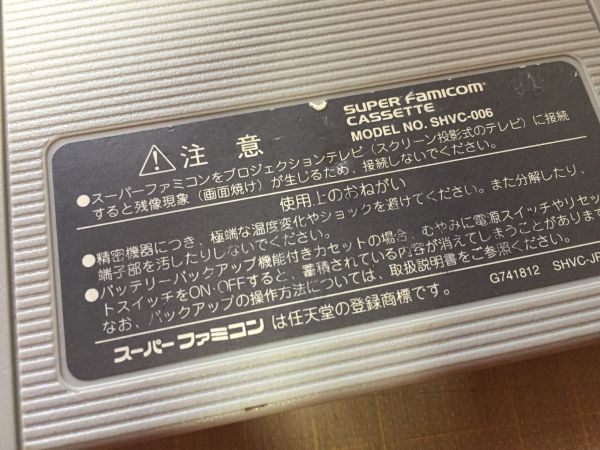 SUPER FAMICOM
CASSETTE
MODEL NO. SHVC-006
注意
●スーパーファミコンをプロジェクションテレビ(スクリーン投影式のテレビ)に接続
すると残像現象(画面焼け)が生じるため、接続しないでください。
使用上のおねがい
●精密機器につき、極端な温度変化やショックを避けてください。また分解したり、
端子部を汚したりしないでください。
●バッテリーバックアップ機能付きカセットの場合、むやみに電源スイッチやリセッ
トスイッチをON・OFFすると、蓄積されている内容が消えてしまうことがあります
なお、バックアップの操作方法については、取扱説明書をご参照ください。
G741812 SHVC-JP
スーパーファミコンは任天堂の登録商標です。